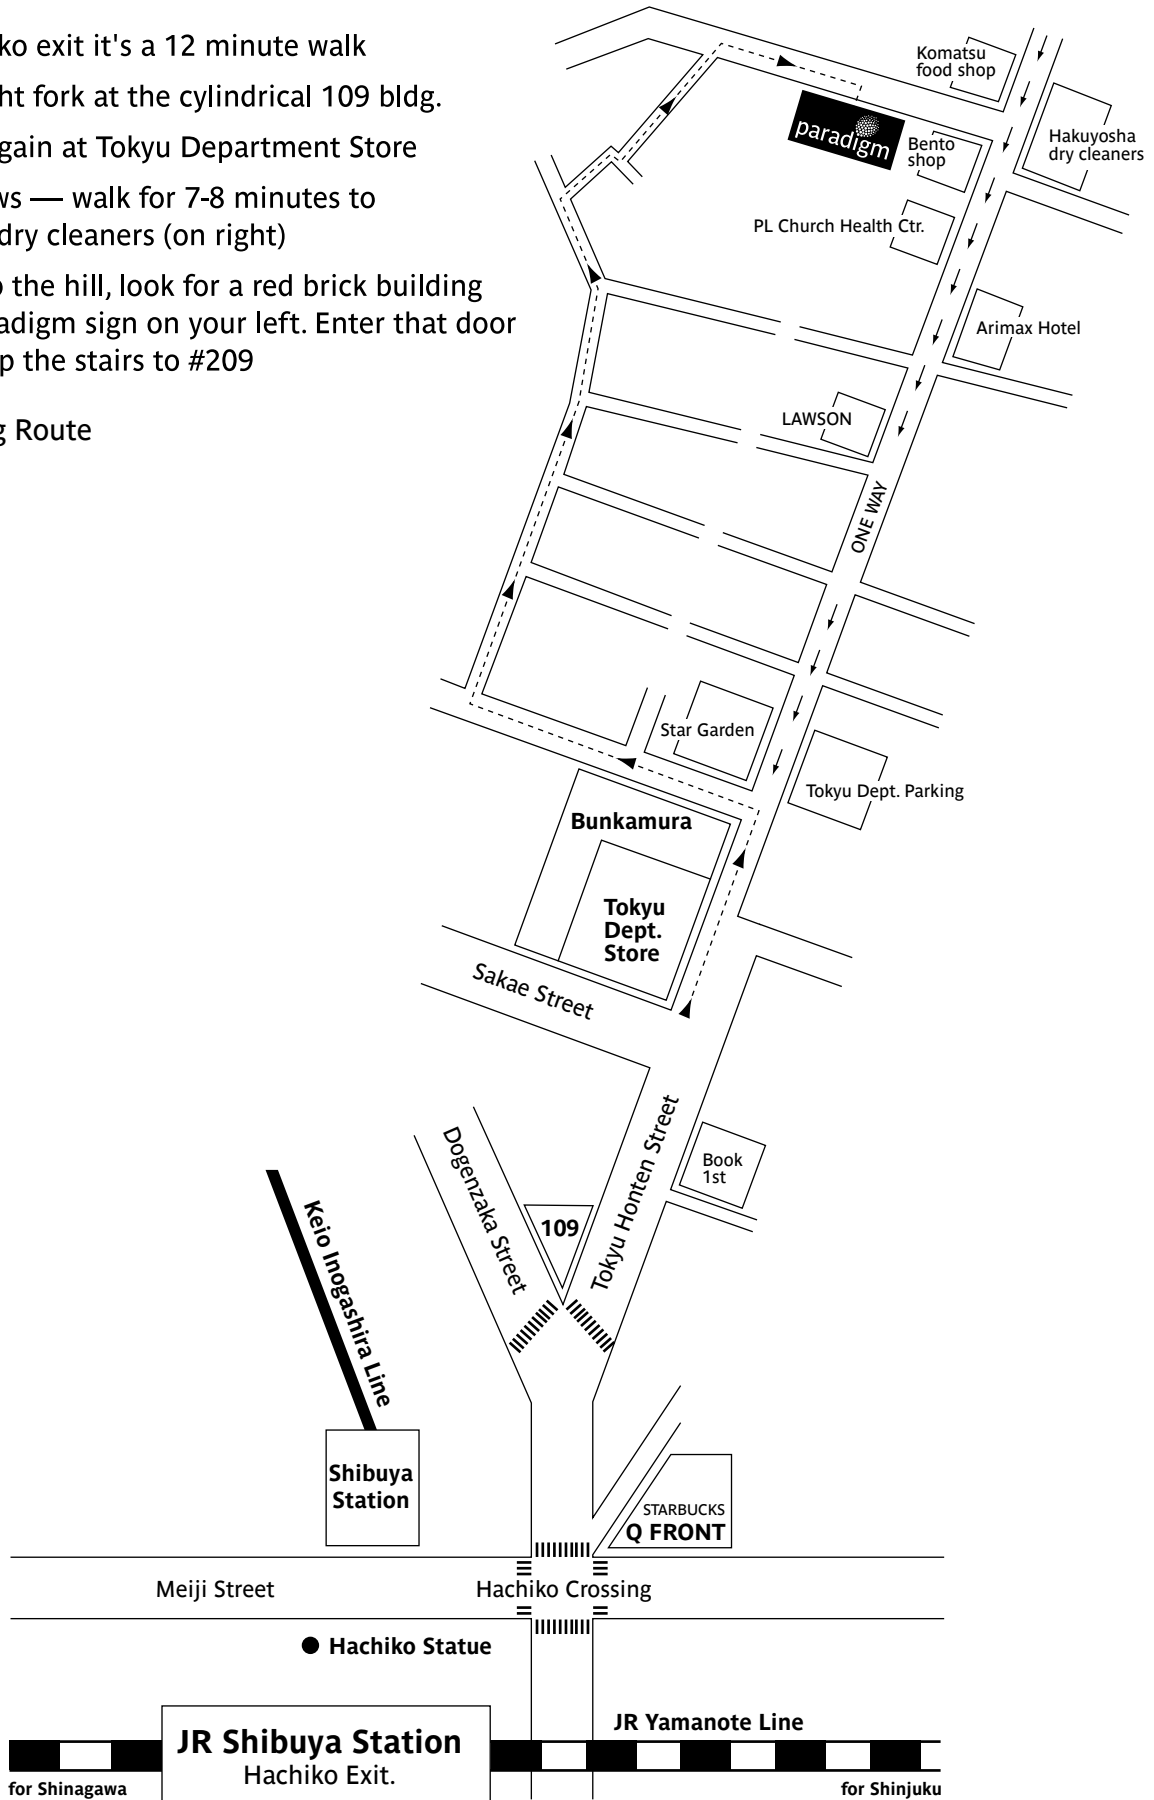 ko exit it's a 12 minute walk
ht fork at the cylindrical 109 bldg.
gain at Tokyu Department Store
ws — walk for 7-8 minutes to
dry cleaners (on right)
o the hill, look for a red brick building
adigm sign on your left. Enter that door
p the stairs to #209
g Route
Komatsu
food shop
paradigm
Bento
shop
Hakuyosha
dry cleaners
PL Church Health Ctr.
Arimax Hotel
LAWSON
ONE WAY
Star Garden
Tokyu Dept. Parking
Bunkamura
Tokyu
Dept.
Store
Sakae Street
Dogenzaka Street
Tokyu Honten Street
Book
1st
109
Keio Inogashira Line
Shibuya
Station
STARBUCKS
Q FRONT
Meiji Street
Hachiko Crossing
Hachiko Statue
JR Shibuya Station
Hachiko Exit.
JR Yamanote Line
for Shinagawa
for Shinjuku